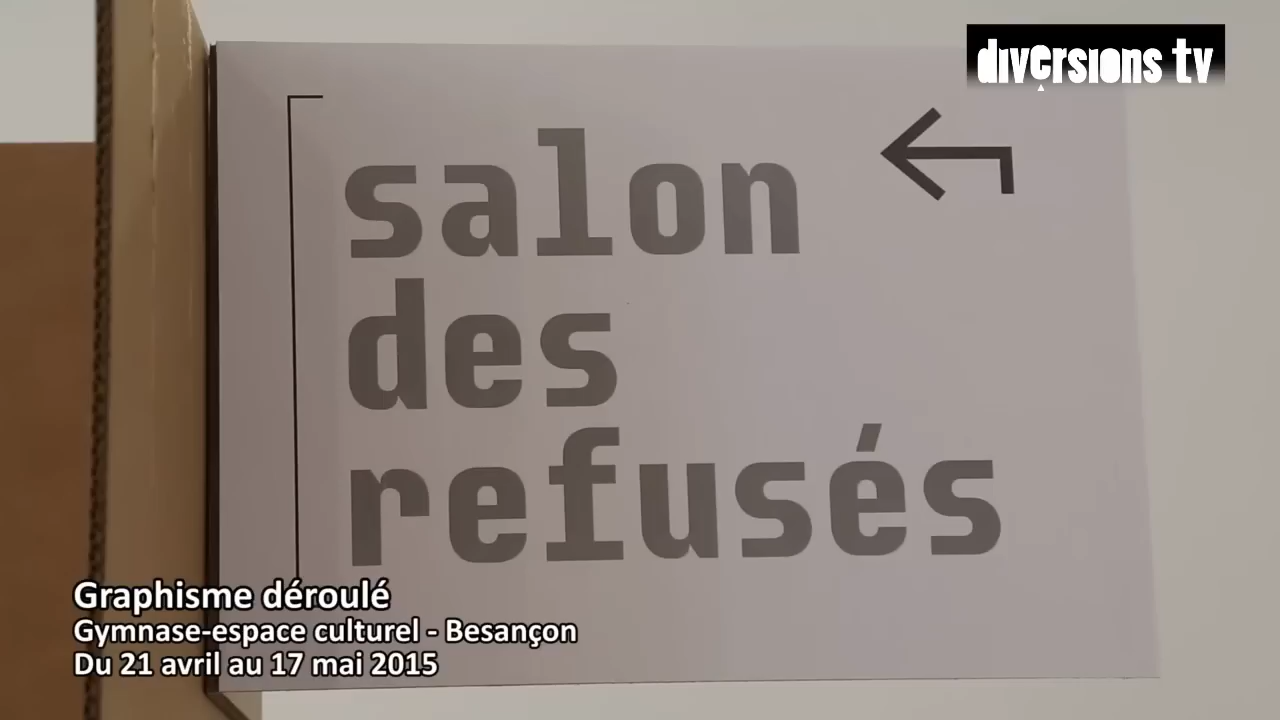 diversions tv
salon
des
refusés
Graphisme déroulé
Gymnase-espace culturel - Besançon
Du 21 avril au 17 mai 2015